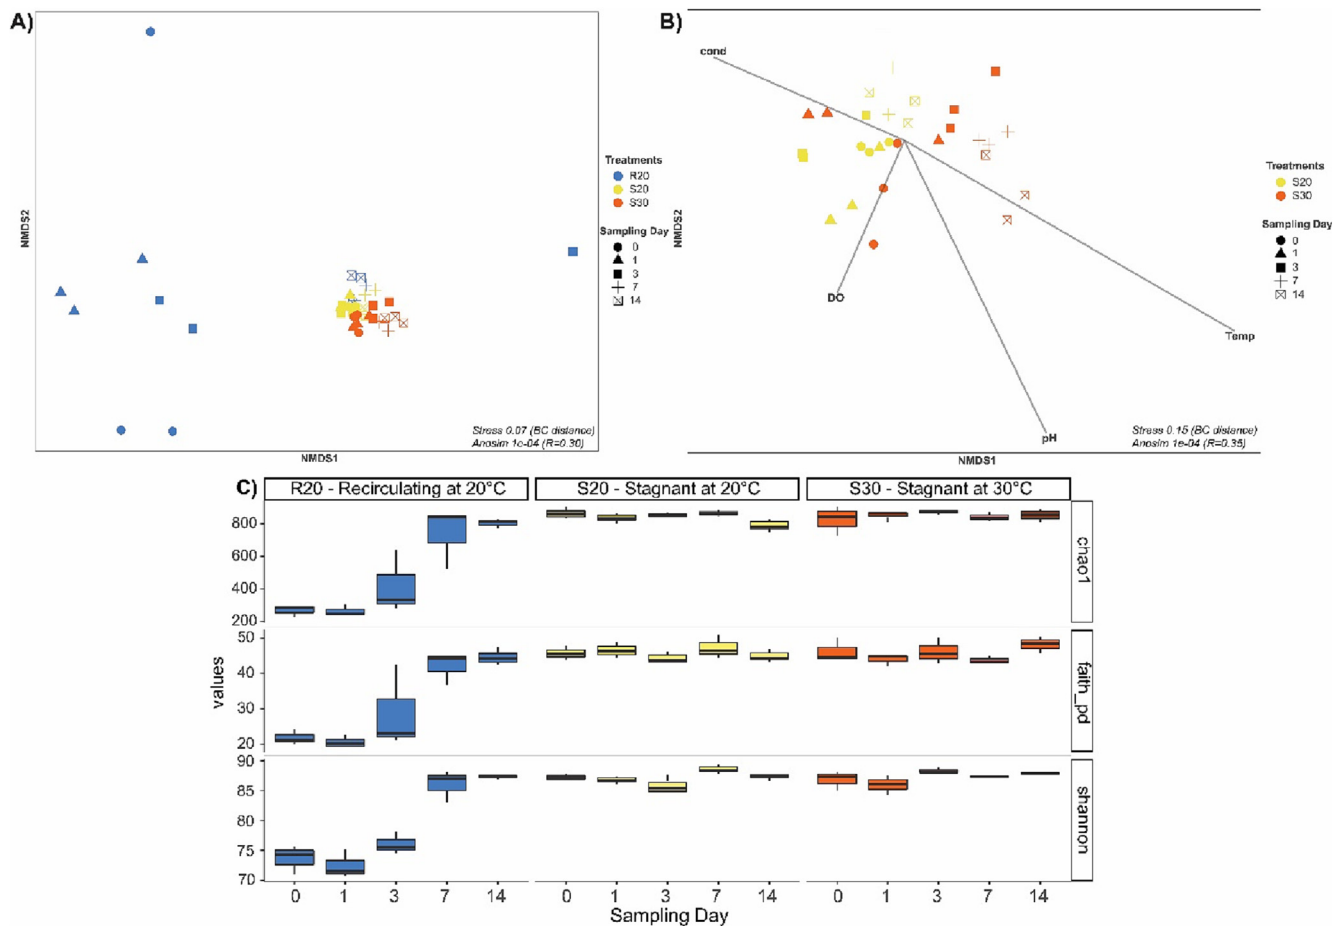 A)
NMDS2
NMDS1
Stress 0.07 (BC distance)
Anosim 1e-04 (R=0.30)
Treatments
R20
S20
S30
Sampling Day
0
1
3
7
14
B)
cond
DO
pH
Temp
NMDS2
NMDS1
Stress 0.15 (BC distance)
Anosim 1e-04 (R=0.35)
Treatments
S20
S30
Sampling Day
0
1
3
7
14
C)
R20 - Recirculating at 20°C
S20 - Stagnant at 20°C
S30 - Stagnant at 30°C
800
600
400
200
chao1
50
40
30
20
faith_pd
90
85
80
75
70
shannon
values
0 1 3 7 14
0 1 3 7 14
0 1 3 7 14
Sampling Day